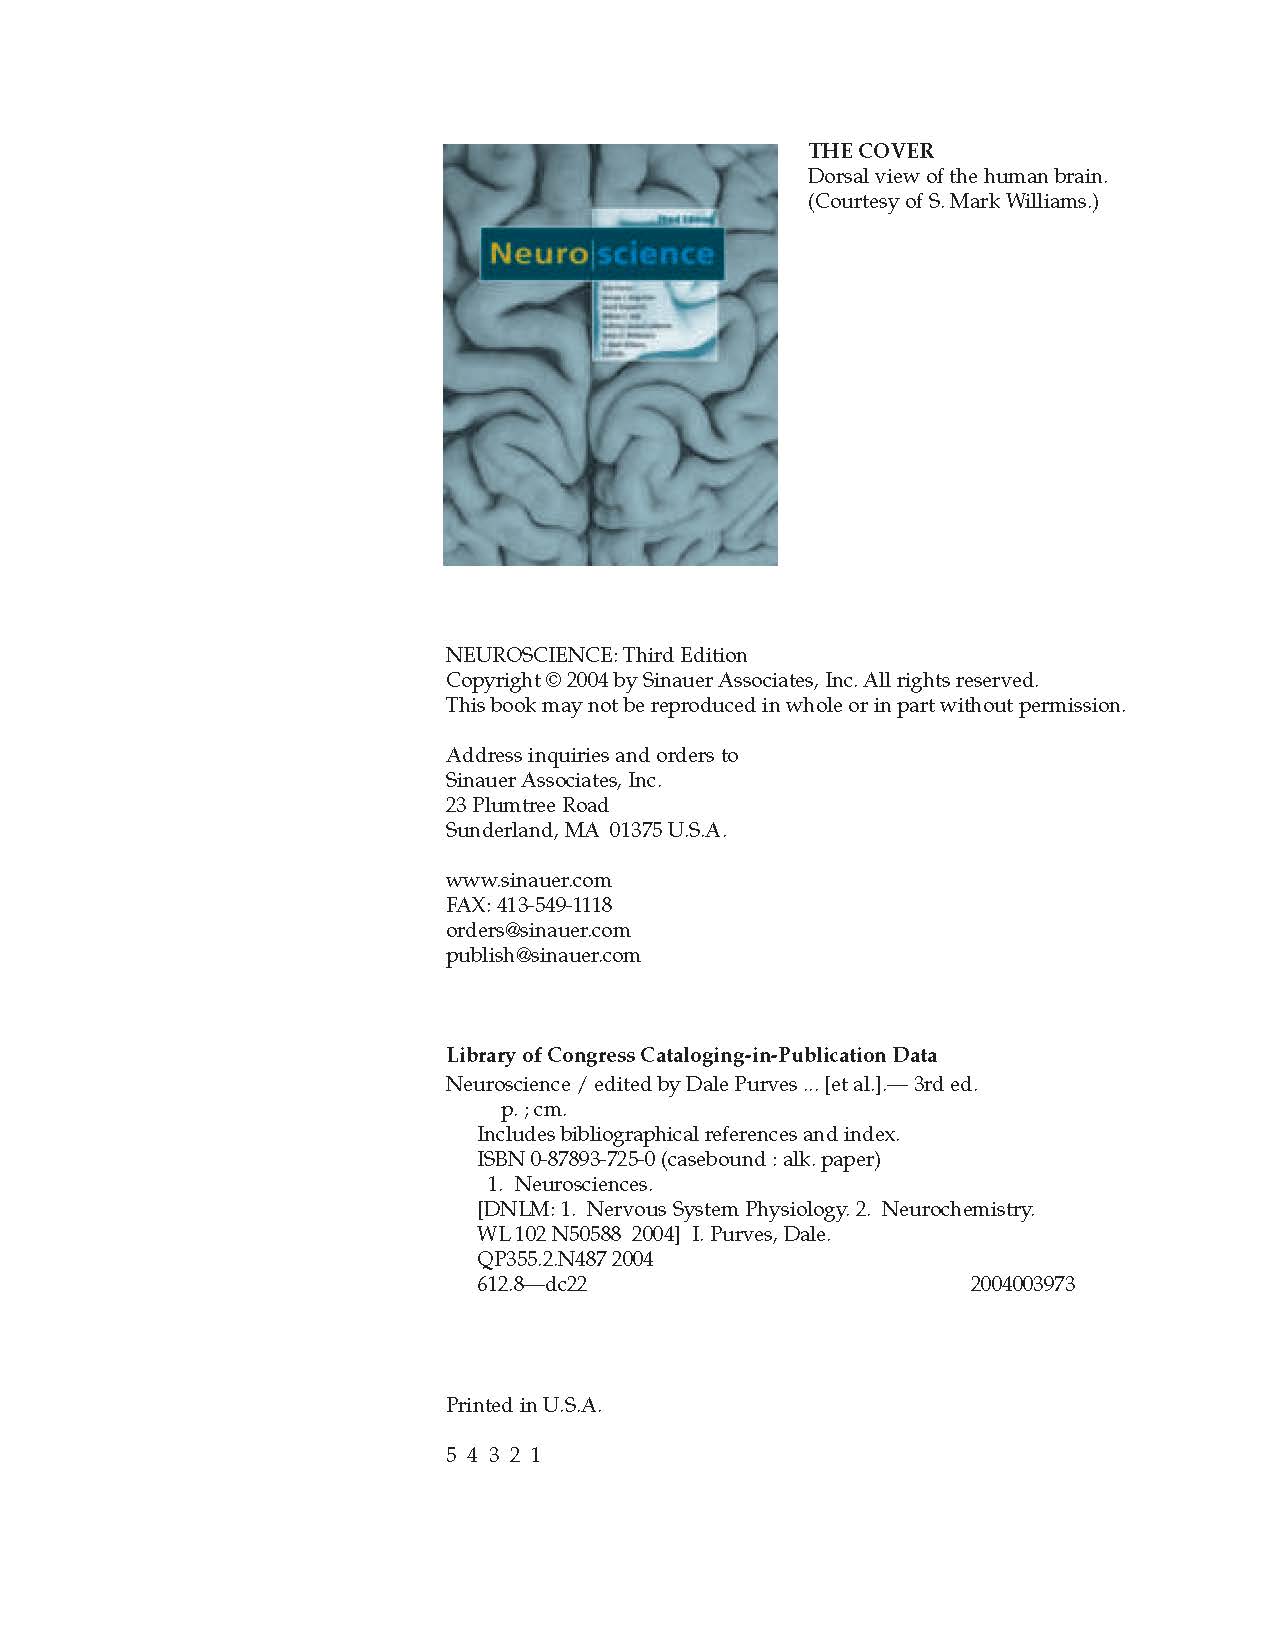 Third Edition
Neuroscience
THE COVER
Dorsal view of the human brain.
(Courtesy of S. Mark Williams.)
NEUROSCIENCE: Third Edition
Copyright © 2004 by Sinauer Associates, Inc. All rights reserved.
This book may not be reproduced in whole or in part without permission.
Address inquiries and orders to
Sinauer Associates, Inc.
23 Plumtree Road
Sunderland, MA  01375 U.S.A.
www.sinauer.com
FAX: 413-549-1118
orders@sinauer.com
publish@sinauer.com
Library of Congress Cataloging-in-Publication Data
Neuroscience / edited by Dale Purves ... [et al.].— 3rd ed.
p. ; cm.
Includes bibliographical references and index.
ISBN 0-87893-725-0 (casebound : alk. paper)
1.  Neurosciences.
[DNLM: 1.  Nervous System Physiology. 2.  Neurochemistry.
WL 102 N50588  2004]  I. Purves, Dale.
QP355.2.N487 2004
612.8—dc22 2004003973
Printed in U.S.A.
5 4 3 2 1